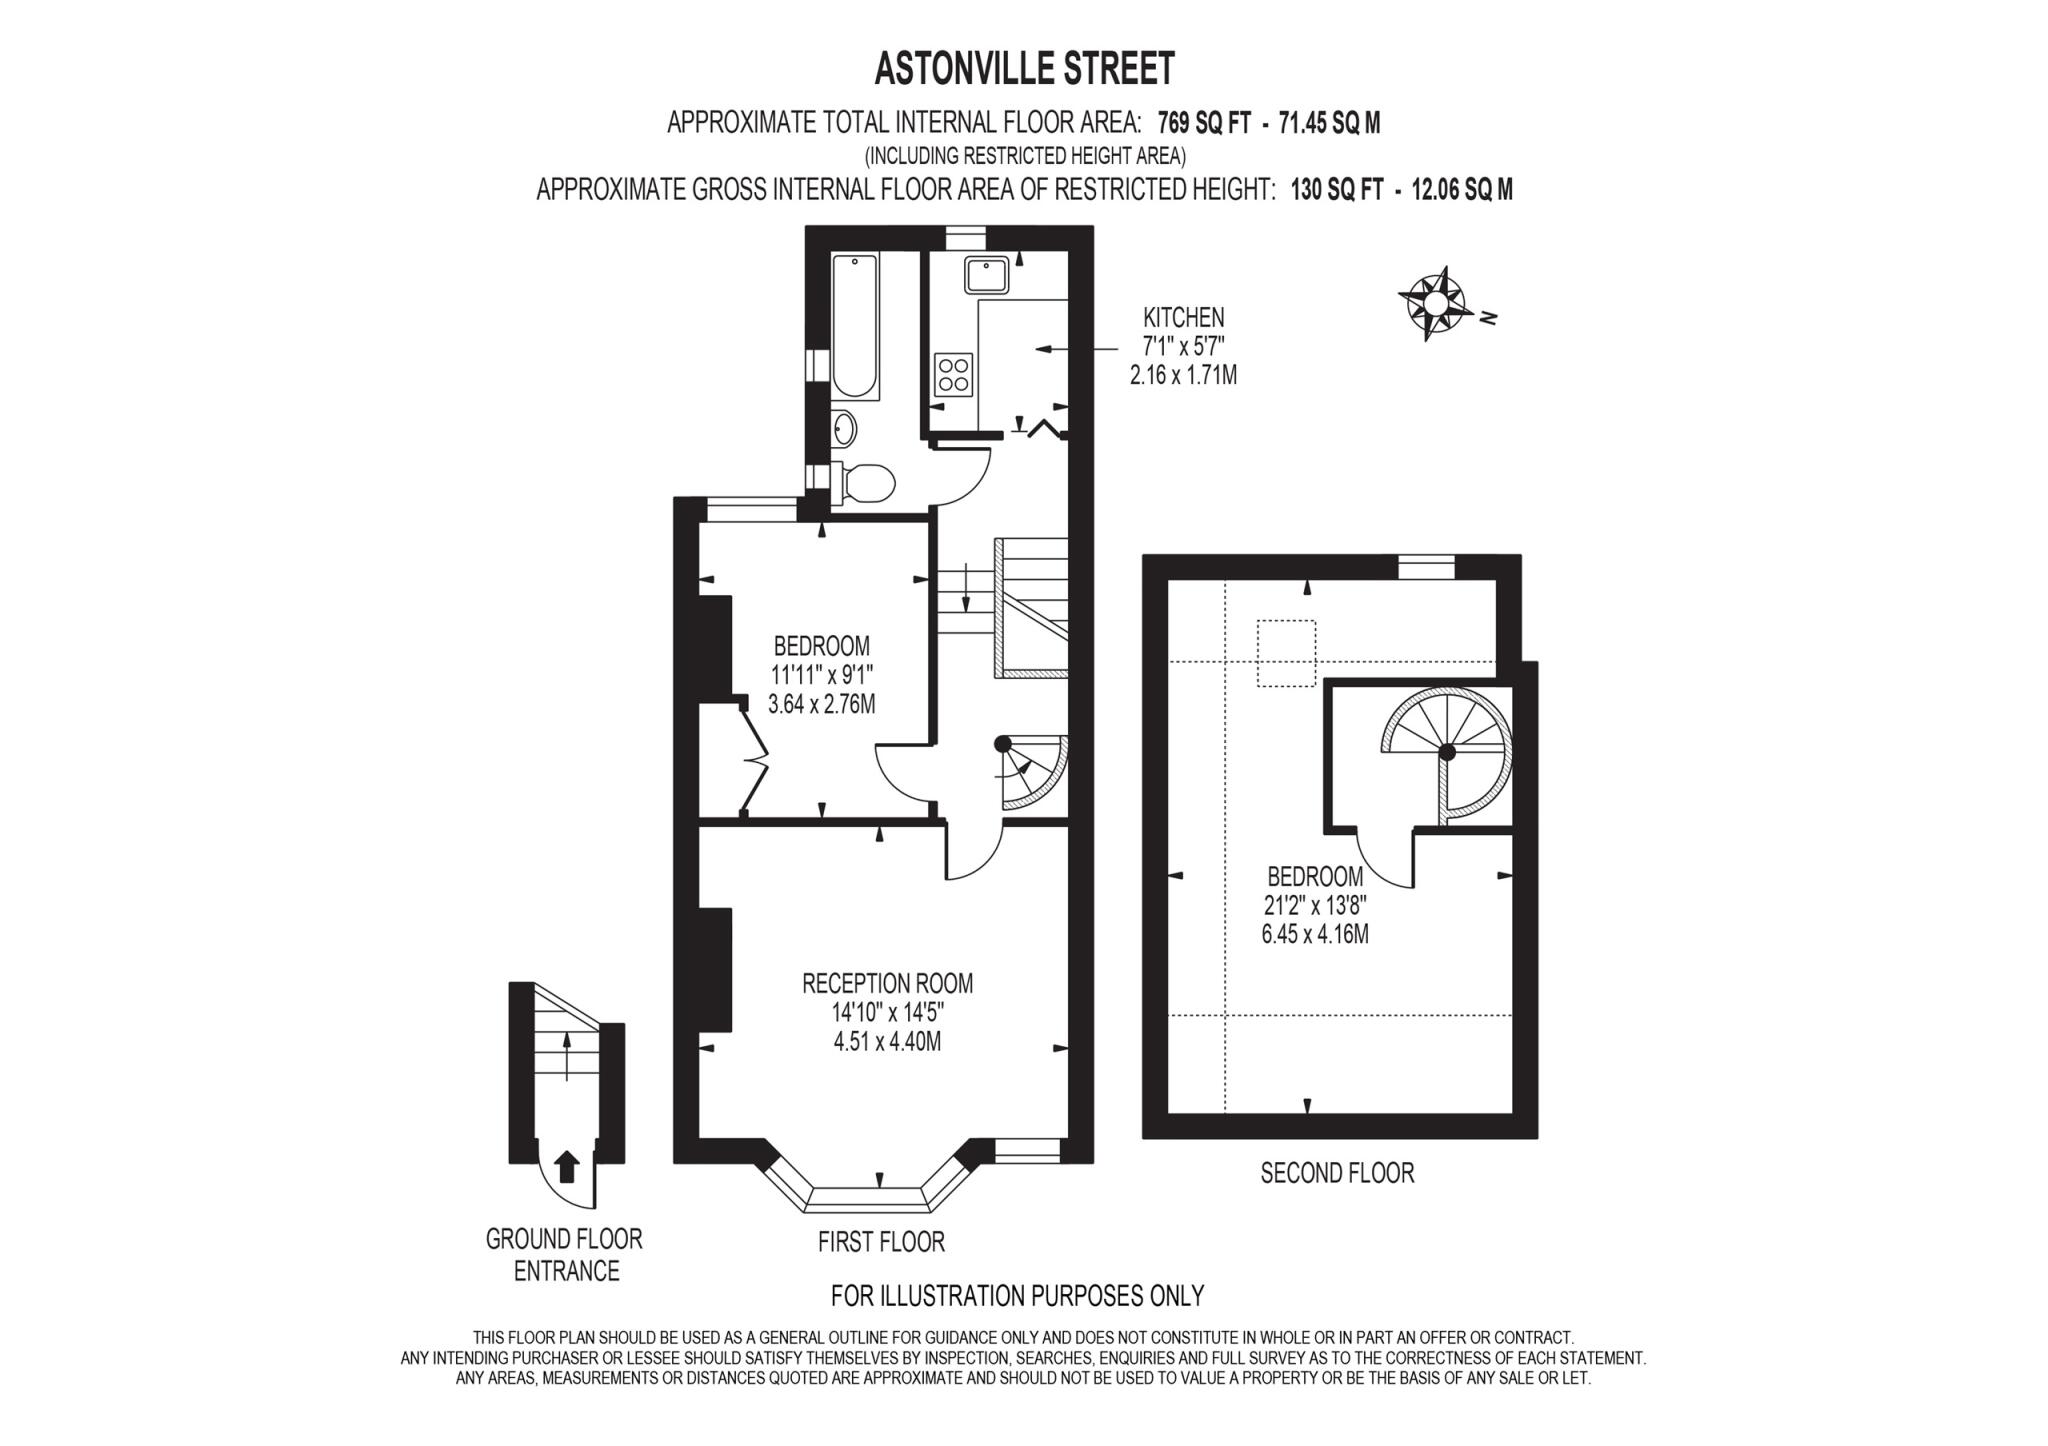 ASTONVILLE STREET
APPROXIMATE TOTAL INTERNAL FLOOR AREA: 769 SQ FT - 71.45 SQ M
(INCLUDING RESTRICTED HEIGHT AREA)
APPROXIMATE GROSS INTERNAL FLOOR AREA OF RESTRICTED HEIGHT: 130 SQ FT - 12.06 SQ M
N
KITCHEN
7'1" x 5'7"
2.16 x 1.71M
BEDROOM
11'11" x 9'1"
3.64 x 2.76M
BEDROOM
21'2" x 13'8"
6.45 x 4.16M
RECEPTION ROOM
14'10" x 14'5"
4.51 x 4.40M
SECOND FLOOR
GROUND FLOOR
ENTRANCE
FIRST FLOOR
FOR ILLUSTRATION PURPOSES ONLY
THIS FLOOR PLAN SHOULD BE USED AS A GENERAL OUTLINE FOR GUIDANCE ONLY AND DOES NOT CONSTITUTE IN WHOLE OR IN PART AN OFFER OR CONTRACT.
ANY INTENDING PURCHASER OR LESSEE SHOULD SATISFY THEMSELVES BY INSPECTION, SEARCHES, ENQUIRIES AND FULL SURVEY AS TO THE CORRECTNESS OF EACH STATEMENT.
ANY AREAS, MEASUREMENTS OR DISTANCES QUOTED ARE APPROXIMATE AND SHOULD NOT BE USED TO VALUE A PROPERTY OR BE THE BASIS OF ANY SALE OR LET.